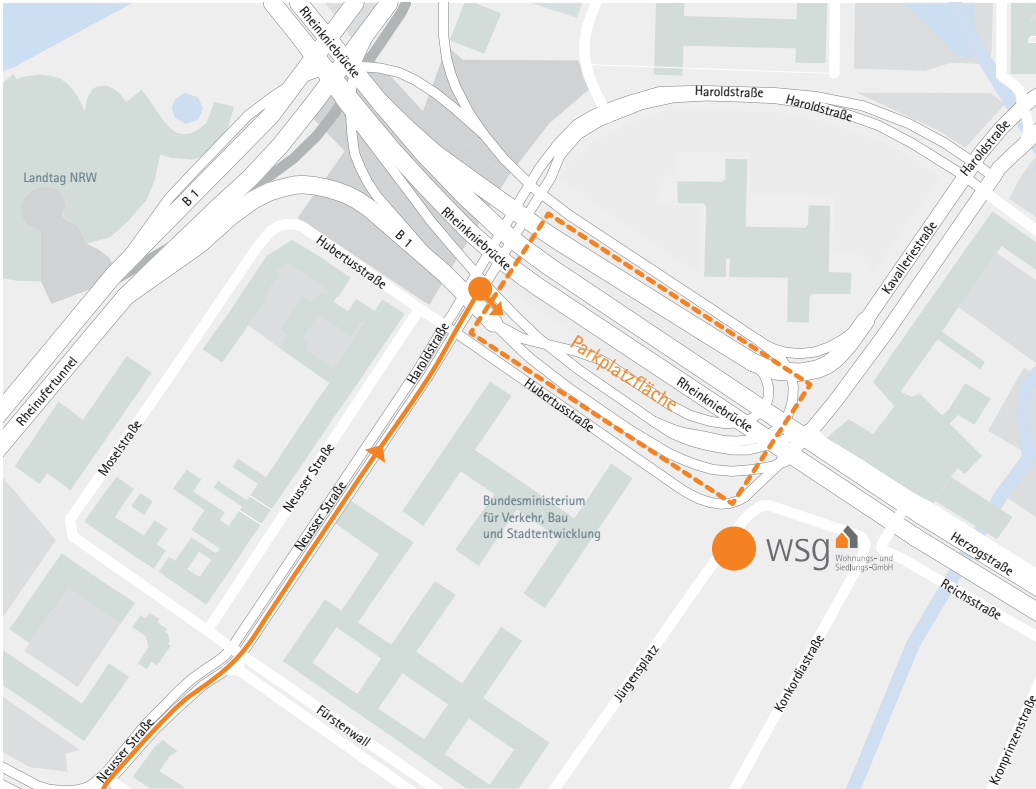 Rheinkniebrücke
Haroldstraße
Haroldstraße
Haroldstraße
Landtag NRW
B 1
Rheinkniebrücke
B 1
Hubertusstraße
Kavalleriestraße
Haroldstraße
Parkplatzfläche
Rheinkniebrücke
Hubertusstraße
Rheinufertunnel
Moselstraße
Neusser Straße
Neusser Straße
Bundesministerium
für Verkehr, Bau
und Stadtentwicklung
wsg
Wohnungs- und
Siedlungs-GmbH
Herzogstraße
Reichsstraße
Jürgensplatz
Konkordiastraße
Kronprinzenstraße
Fürstenwall
Neusser Straße